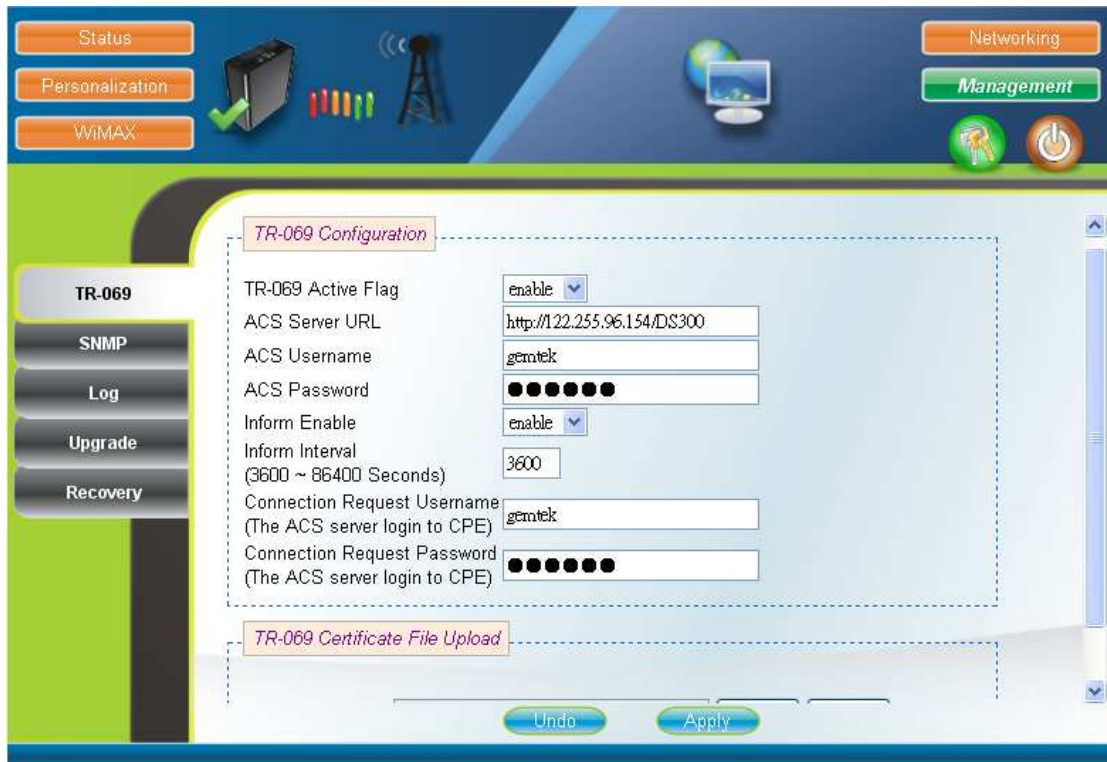 Status
Personalization
WiMAX
Networking
Management
TR-069
SNMP
Log
Upgrade
Recovery
TR-069 Configuration
TR-069 Active Flag enable
ACS Server URL http://122.255.96.154/DS300
ACS Username gemtek
ACS Password ●●●●●●
Inform Enable enable
Inform Interval
(3600 ~ 86400 Seconds) 3600
Connection Request Username
(The ACS server login to CPE) gemtek
Connection Request Password
(The ACS server login to CPE) ●●●●●●
TR-069 Certificate File Upload
Undo Apply